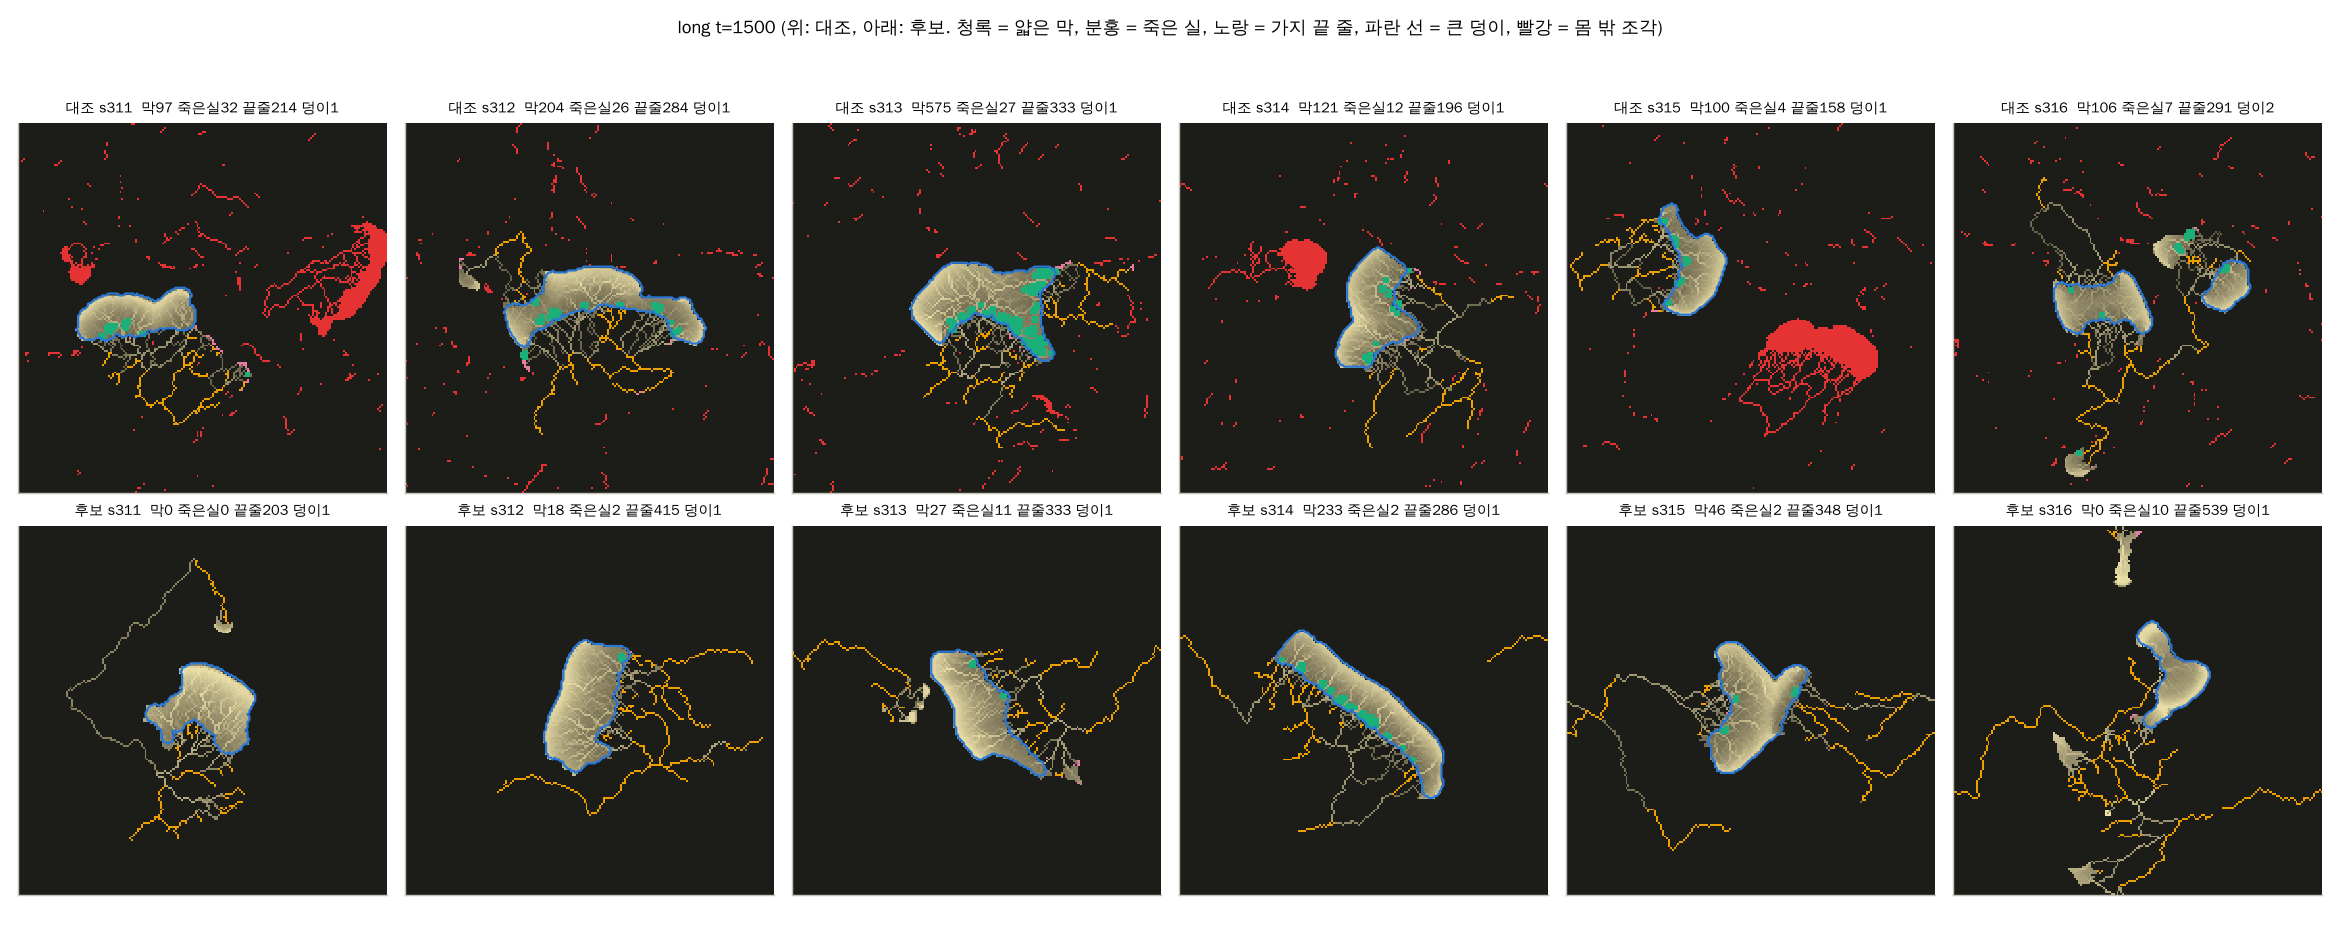 long t=1500 (위: 대조, 아래: 후보. 청록 = 얇은 막, 분홍 = 죽은 실, 노랑 = 가지 끝 줄, 파란 선 = 큰 덩이, 빨강 = 몸 밖 조각)
대조 s311  막97 죽은실32 끝줄214 덩이1
대조 s312  막204 죽은실26 끝줄284 덩이1
대조 s313  막575 죽은실27 끝줄333 덩이1
대조 s314  막121 죽은실12 끝줄196 덩이1
대조 s315  막100 죽은실4 끝줄158 덩이1
대조 s316  막106 죽은실7 끝줄291 덩이2
후보 s311  막0 죽은실0 끝줄203 덩이1
후보 s312  막18 죽은실2 끝줄415 덩이1
후보 s313  막27 죽은실11 끝줄333 덩이1
후보 s314  막233 죽은실2 끝줄286 덩이1
후보 s315  막46 죽은실2 끝줄348 덩이1
후보 s316  막0 죽은실10 끝줄539 덩이1